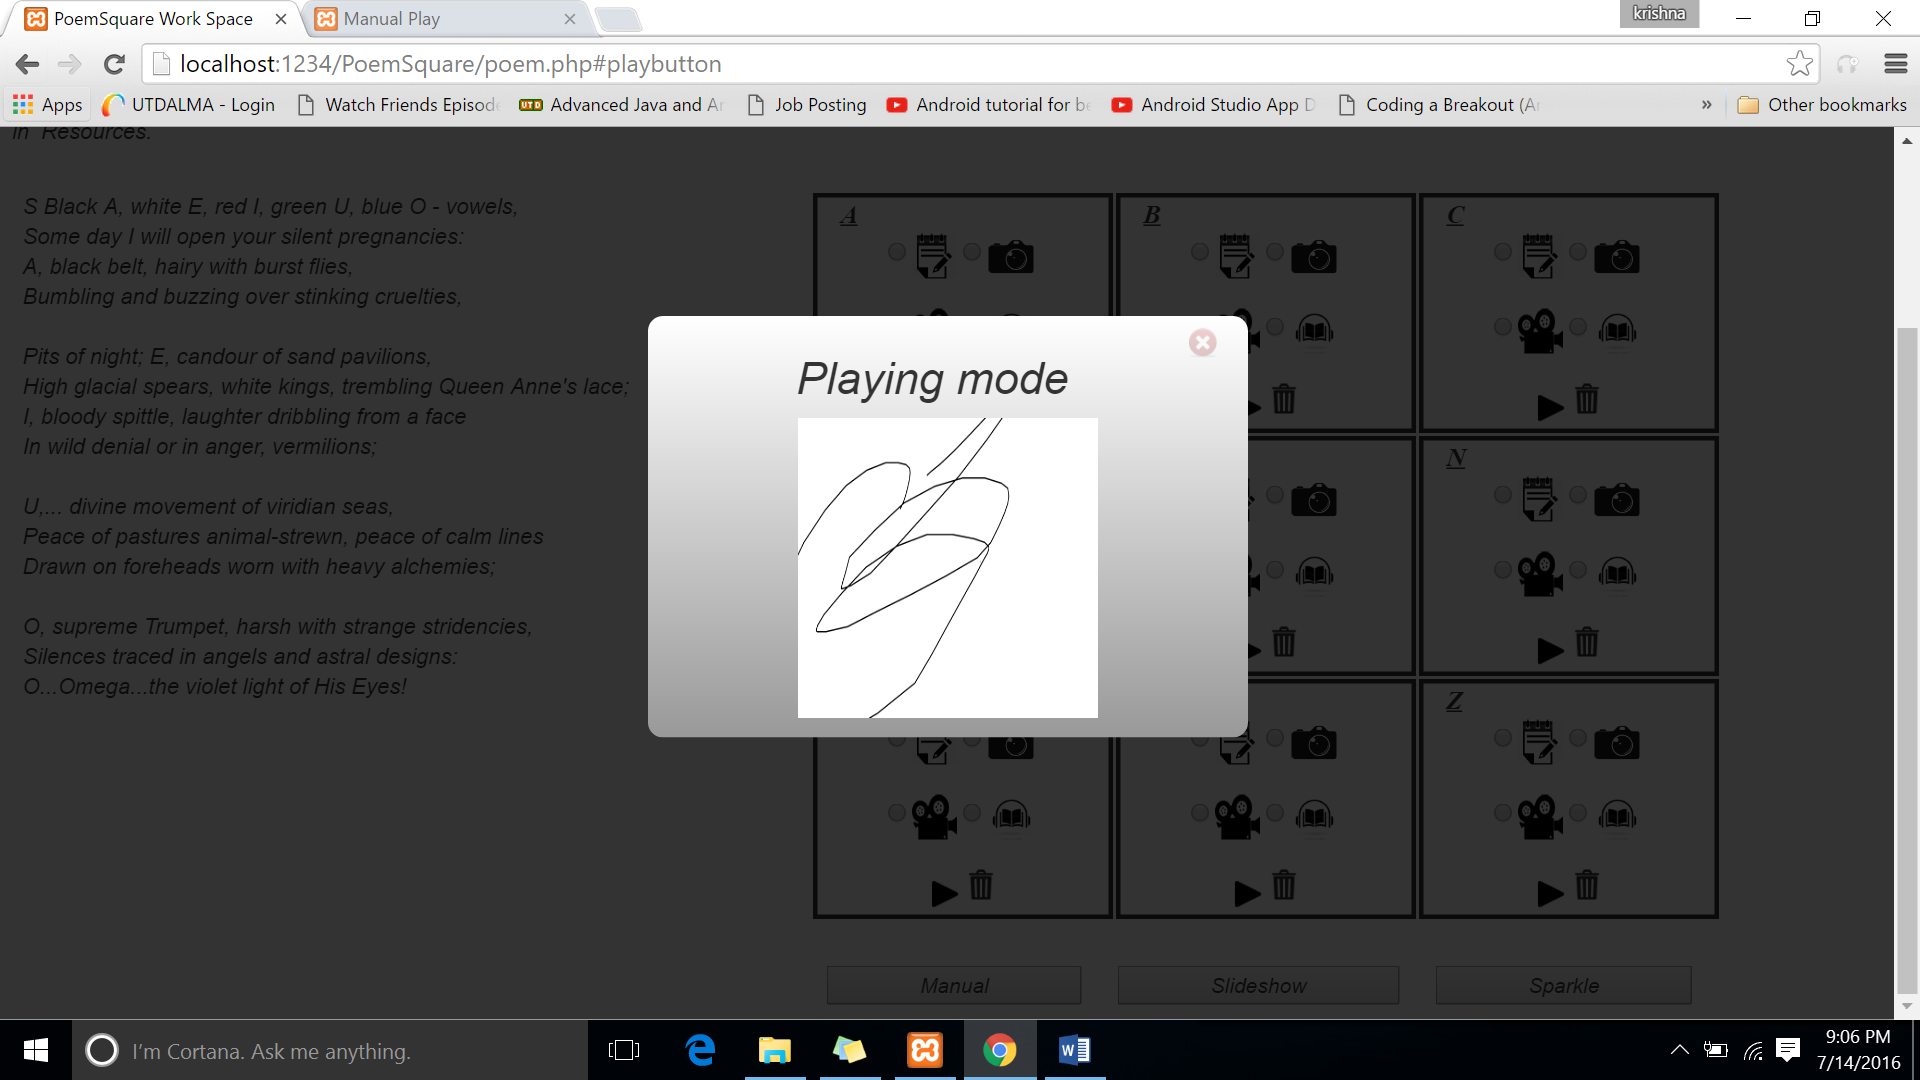 PoemSquare Work Space
Manual Play
krishna
localhost:1234/PoemSquare/poem.php#playbutton
Apps
UTDALMA - Login
Watch Friends Episod
UTD
Advanced Java and Ar
Job Posting
Android tutorial for be
Android Studio App D
Coding a Breakout (A
»
Other bookmarks
in Resources.
S Black A, white E, red I, green U, blue O - vowels,
Some day I will open your silent pregnancies:
A, black belt, hairy with burst flies,
Bumbling and buzzing over stinking cruelties,
Pits of night; E, candour of sand pavilions,
High glacial spears, white kings, trembling Queen Anne's lace;
I, bloody spittle, laughter dribbling from a face
In wild denial or in anger, vermilions;
U,... divine movement of viridian seas,
Peace of pastures animal-strewn, peace of calm lines
Drawn on foreheads worn with heavy alchemies;
O, supreme Trumpet, harsh with strange stridencies,
Silences traced in angels and astral designs:
O...Omega...the violet light of His Eyes!
A
B
C
Playing mode
N
Z
Manual
Slideshow
Sparkle
I'm Cortana. Ask me anything.
9:06 PM
7/14/2016